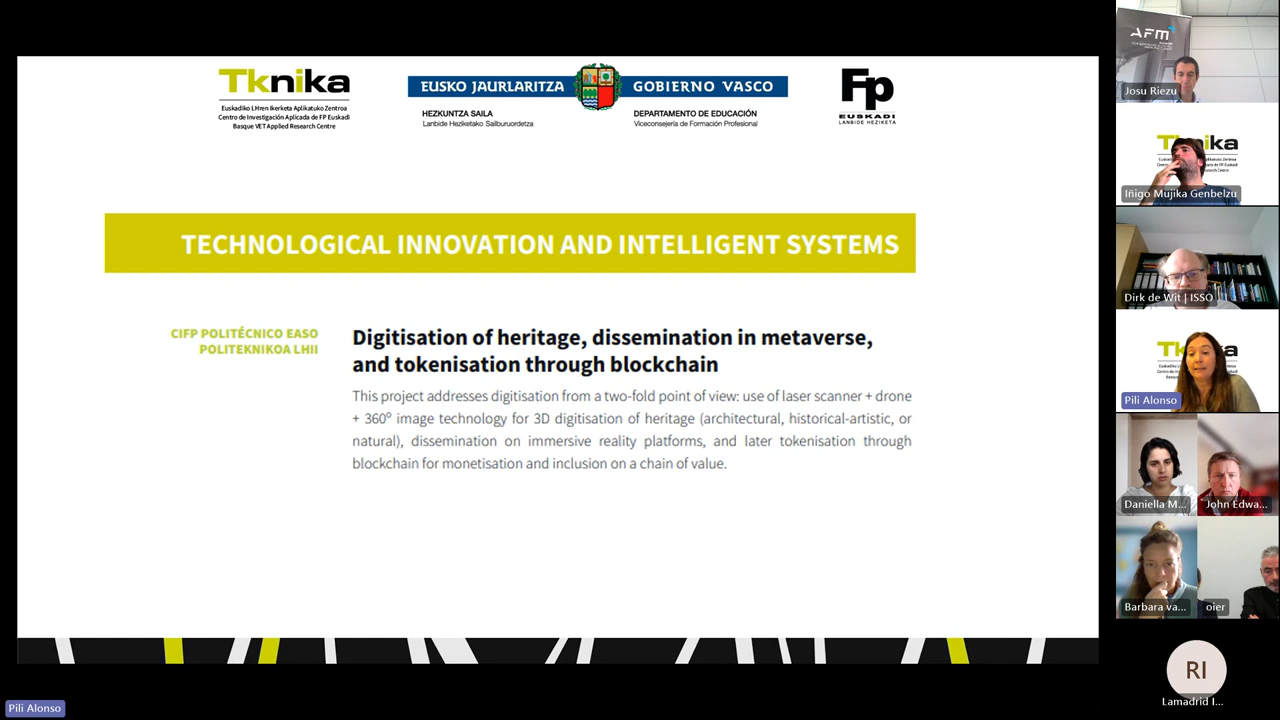 Tknika
Euskadiko LHren Ikerketa Aplikatuko Zentroa
Centro de Investigación Aplicada de FP Euskadi
Basque VET Applied Research Centre
EUSKO JAURLARITZA
GOBIERNO VASCO
HEZKUNTZA SAILA
Lanbide Heziketako Sailburuordetza
DEPARTAMENTO DE EDUCACIÓN
Viceconsejería de Formación Profesional
Fp
EUSKADI
LANBIDE HEZIKETA
TECHNOLOGICAL INNOVATION AND INTELLIGENT SYSTEMS
CIFP POLITÉCNICO EASO
POLITEKNIKOA LHII
Digitisation of heritage, dissemination in metaverse,
and tokenisation through blockchain
This project addresses digitisation from a two-fold point of view: use of laser scanner + drone
+ 360º image technology for 3D digitisation of heritage (architectural, historical-artistic, or
natural), dissemination on immersive reality platforms, and later tokenisation through
blockchain for monetisation and inclusion on a chain of value.
Pili Alonso
AFM
Josu Riezu
Iñigo Mujika Genbelzu
Dirk de Wit | ISSO
Pili Alonso
Daniella M...
John Edwa...
Barbara va...
oier
RI
Lamadrid I...